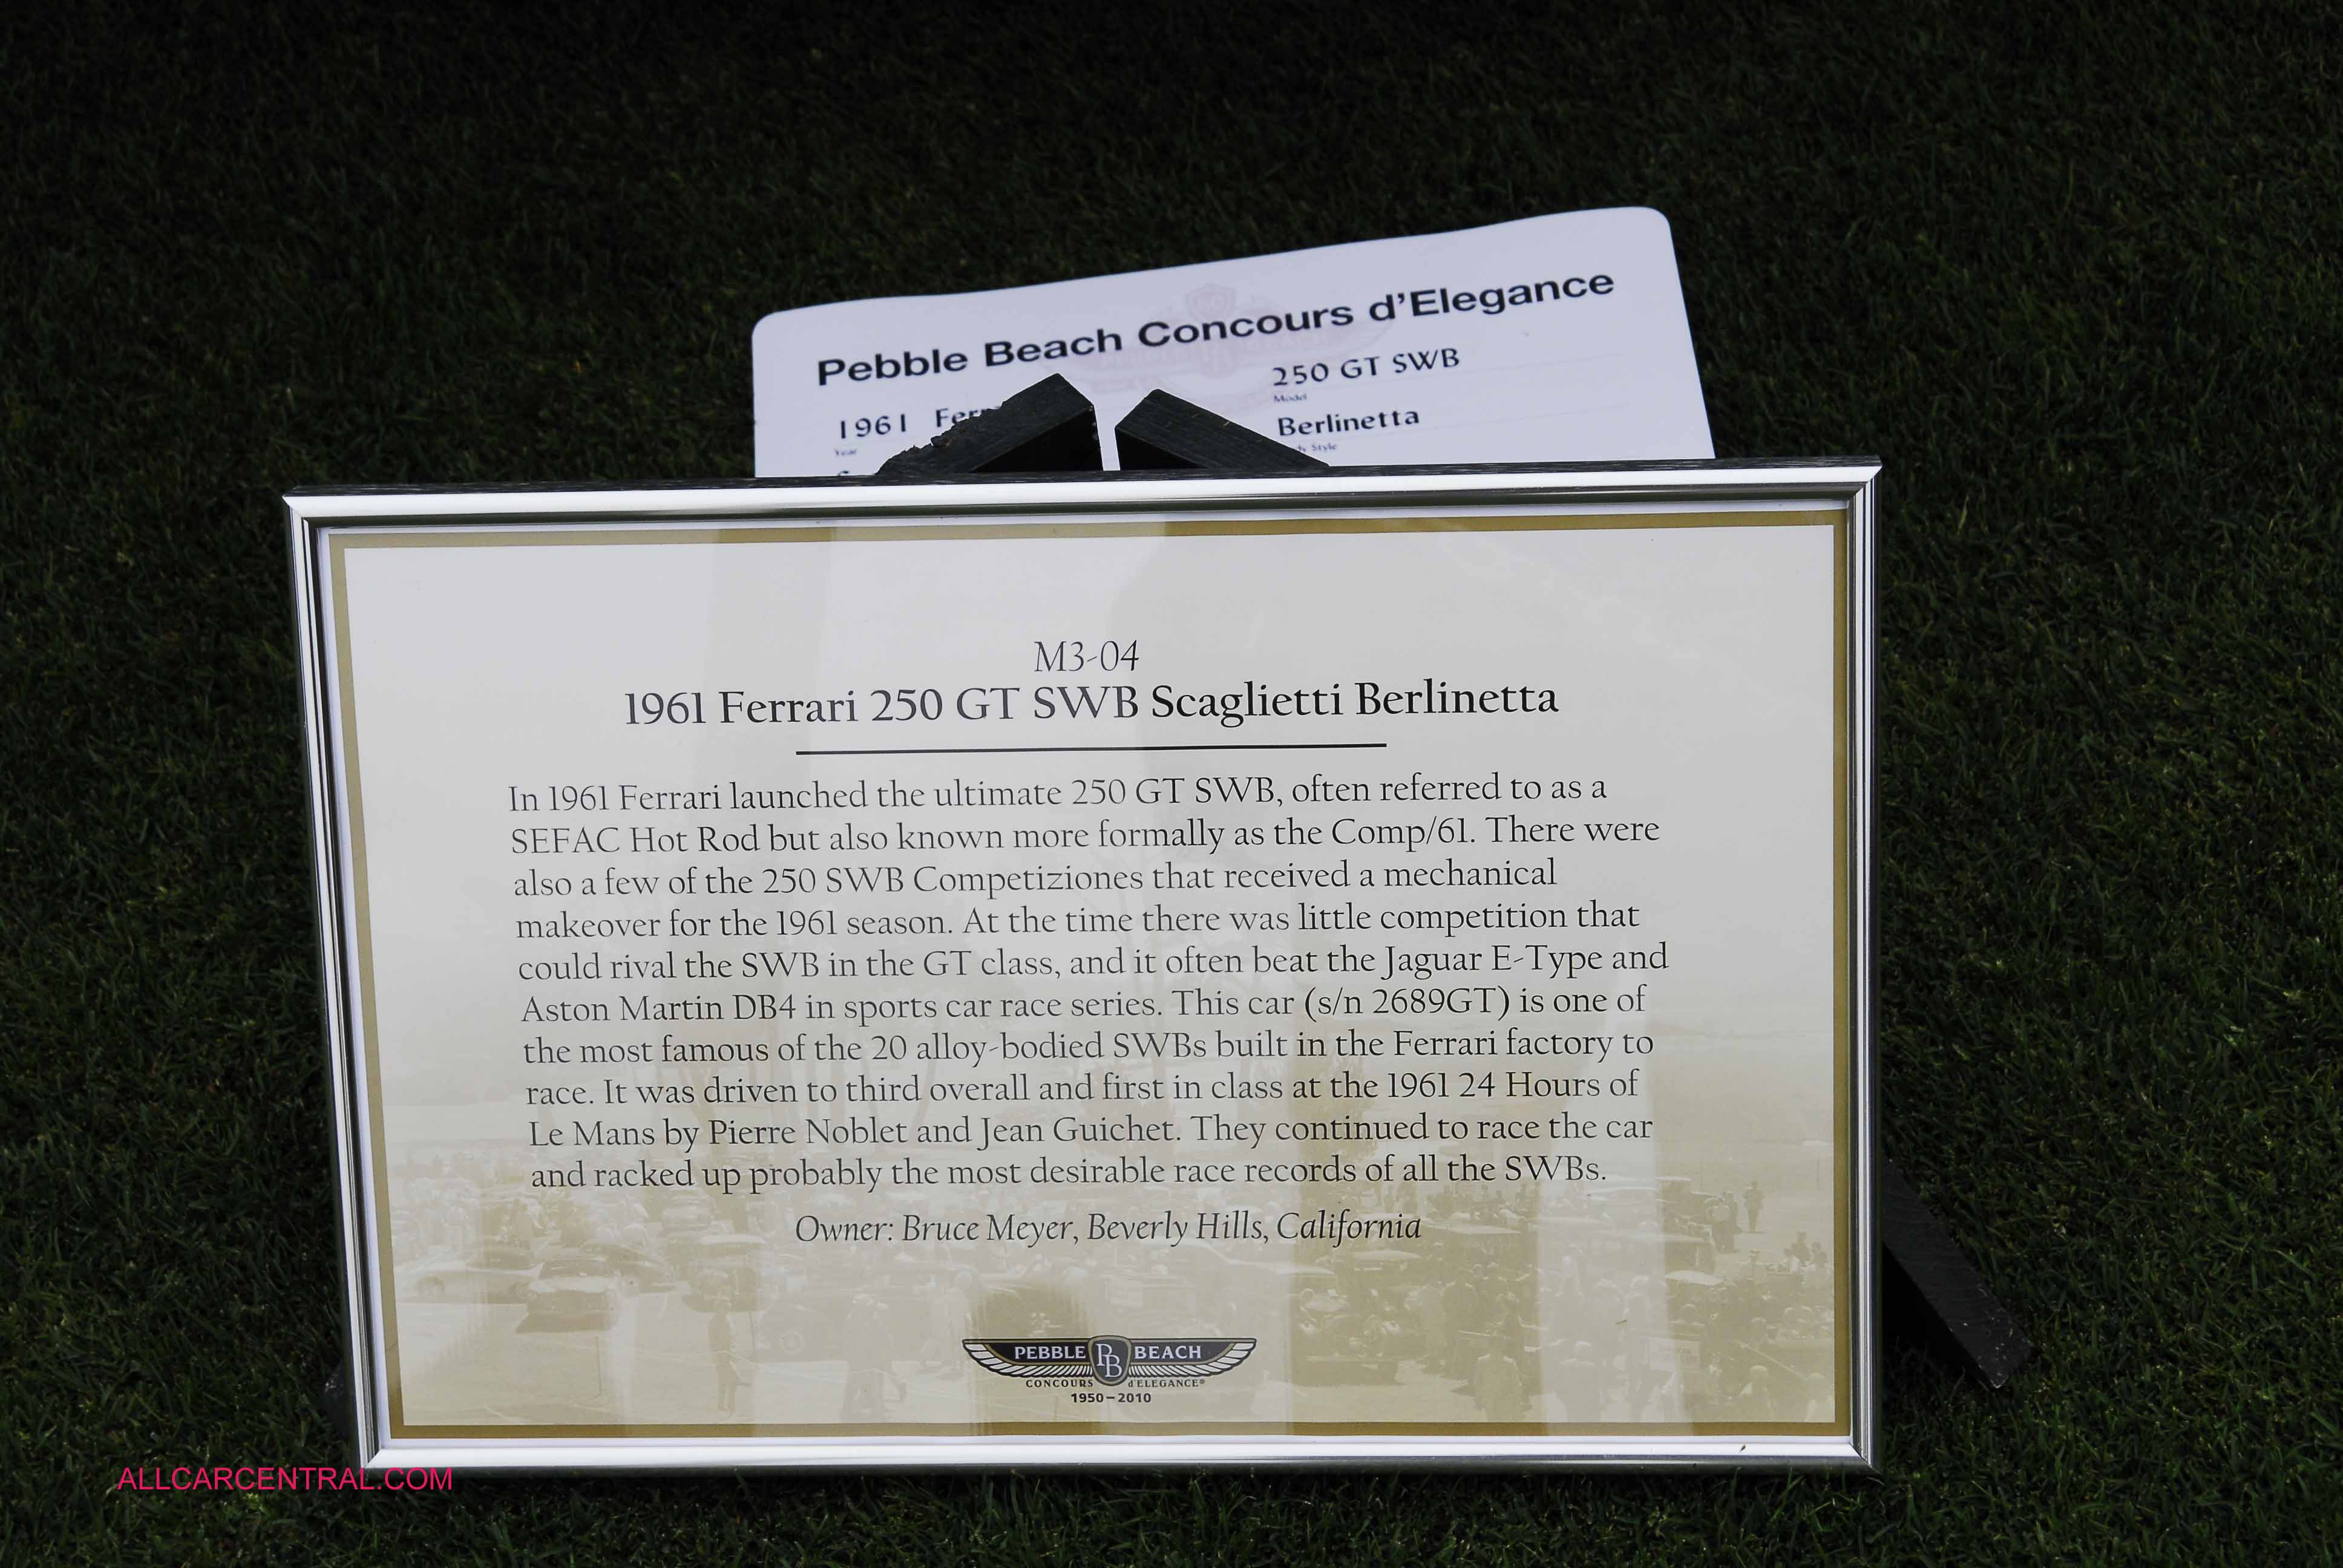 Pebble Beach Concours d'Elegance
250 GT SWB
Model
1961
Year
Berlinetta
Style
M3-04
1961 Ferrari 250 GT SWB Scaglietti Berlinetta
In 1961 Ferrari launched the ultimate 250 GT SWB, often referred to as a
SEFAC Hot Rod but also known more formally as the Comp/61. There were
also a few of the 250 SWB Competiziones that received a mechanical
makeover for the 1961 season. At the time there was little competition that
could rival the SWB in the GT class, and it often beat the Jaguar E-Type and
Aston Martin DB4 in sports car race series. This car (s/n 2689GT) is one of
the most famous of the 20 alloy-bodied SWBs built in the Ferrari factory to
race. It was driven to third overall and first in class at the 1961 24 Hours of
Le Mans by Pierre Noblet and Jean Guichet. They continued to race the car
and racked up probably the most desirable race records of all the SWBs.
Owner: Bruce Meyer, Beverly Hills, California
PEBBLE PB BEACH
CONCOURS d'ELEGANCE®
1950–2010
ALLCARCENTRAL.COM